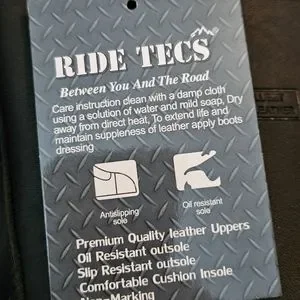 RIDE TECS
Between You And The Road
Care instruction clean with a damp cloth
using a solution of water and mild soap, Dry
away from direct heat, To extend life and
maintain suppleness of leather apply boots
dressing
Antislipping
sole
Oil resistant
sole
Premium Quality leather Uppers
Oil Resistant outsole
Slip Resistant outsole
Comfortable Cushion Insole
Non-Marking